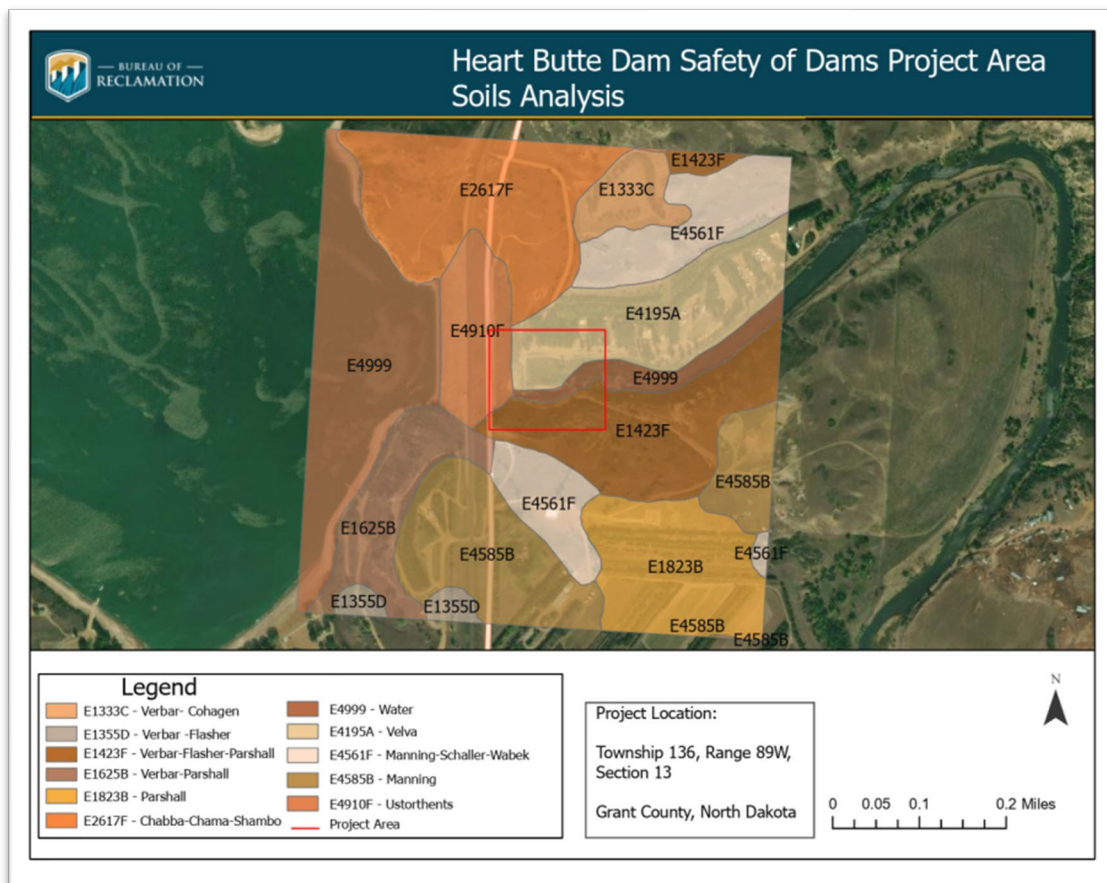 BUREAU OF
RECLAMATION
Heart Butte Dam Safety of Dams Project Area
Soils Analysis
E1423F
E2617F
E1333C
E4561F
E4195A
E4910F
E4999
E4999
E1423F
E4585B
E4561F
E1625B
E4585B
E4561F
E1823B
E1355D
E1355D
E4585B
E4585B
Legend
E1333C - Verbar- Cohagen
E1355D - Verbar -Flasher
E1423F - Verbar-Flasher-Parshall
E1625B - Verbar-Parshall
E1823B - Parshall
E2617F - Chabba-Chama-Shambo
E4999 - Water
E4195A - Velva
E4561F - Manning-Schaller-Wabek
E4585B - Manning
E4910F - Ustorthents
Project Area
Project Location:
Township 136, Range 89W,
Section 13
Grant County, North Dakota
N
0 0.05 0.1 0.2 Miles